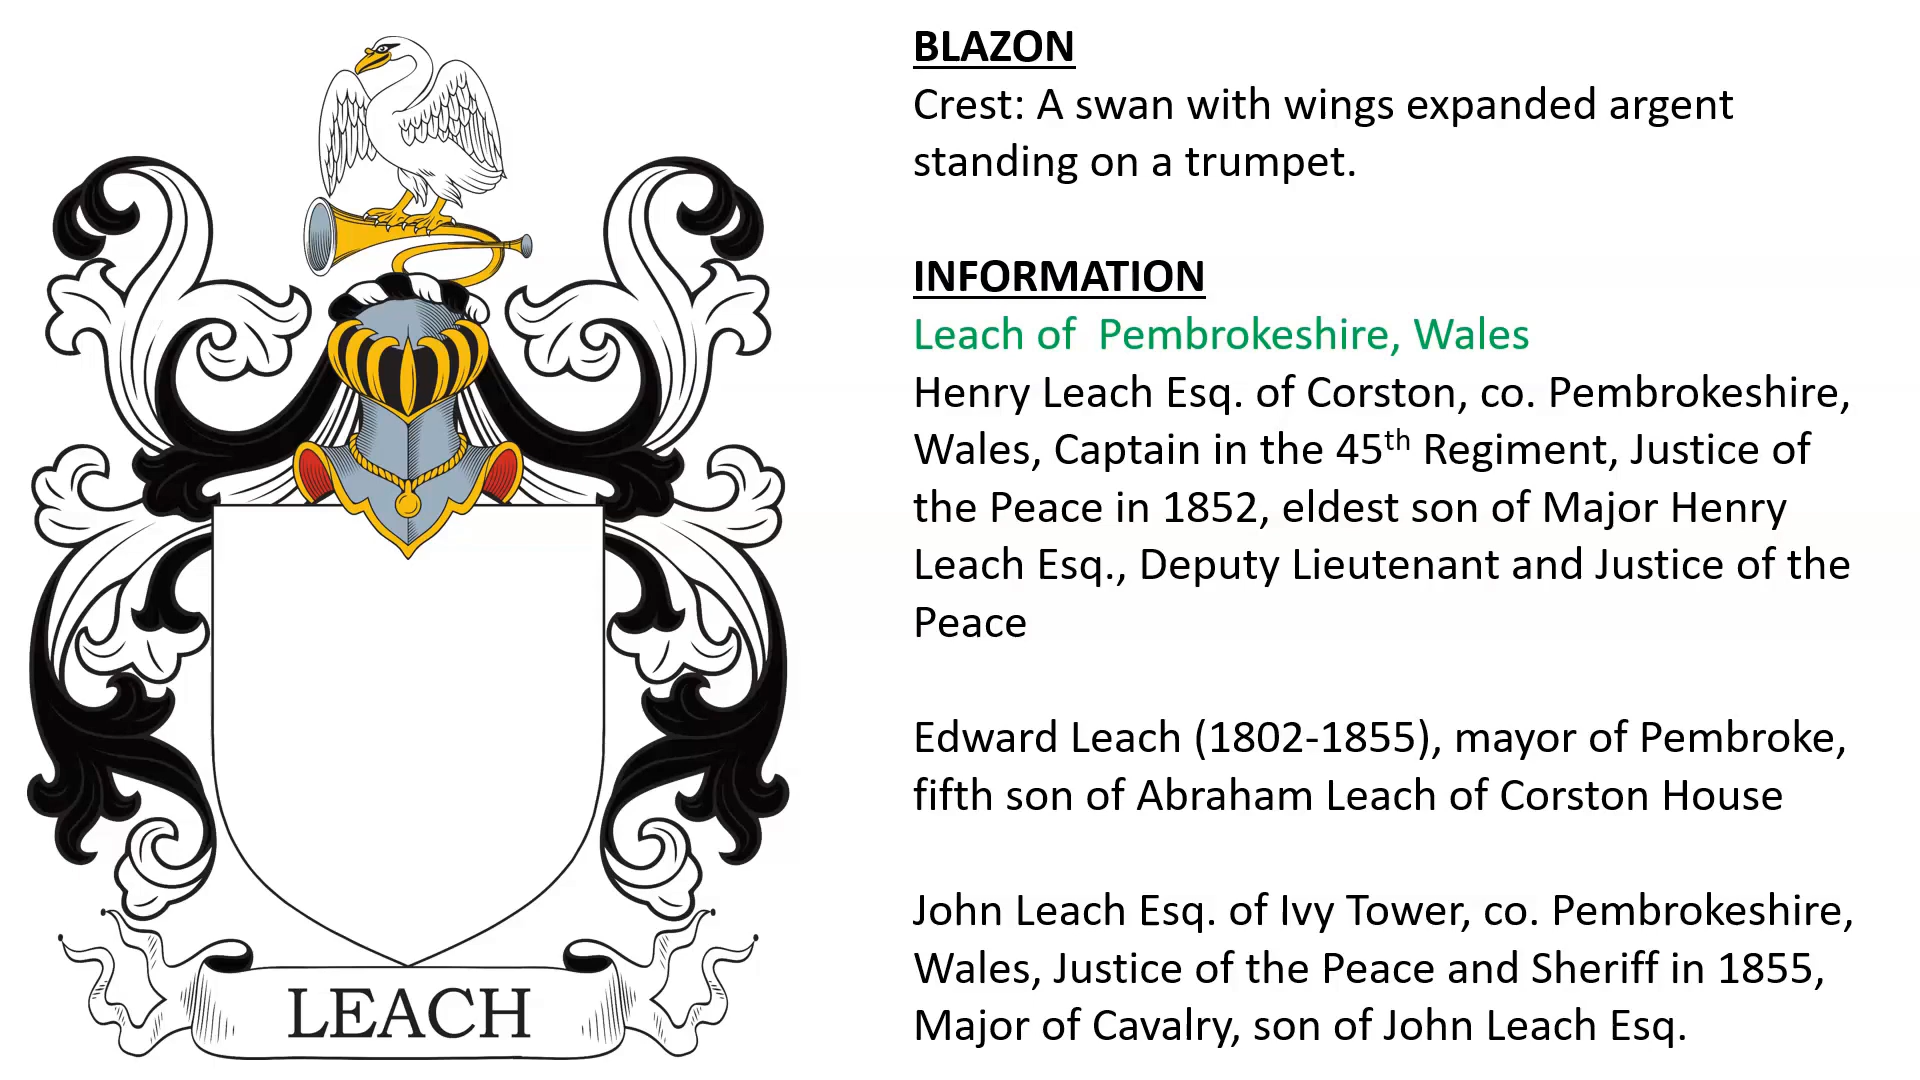 BLAZON
Crest: A swan with wings expanded argent
standing on a trumpet.
INFORMATION
Leach of  Pembrokeshire, Wales
Henry Leach Esq. of Corston, co. Pembrokeshire,
Wales, Captain in the 45th Regiment, Justice of
the Peace in 1852, eldest son of Major Henry
Leach Esq., Deputy Lieutenant and Justice of the
Peace
Edward Leach (1802-1855), mayor of Pembroke,
fifth son of Abraham Leach of Corston House
John Leach Esq. of Ivy Tower, co. Pembrokeshire,
Wales, Justice of the Peace and Sheriff in 1855,
Major of Cavalry, son of John Leach Esq.
LEACH